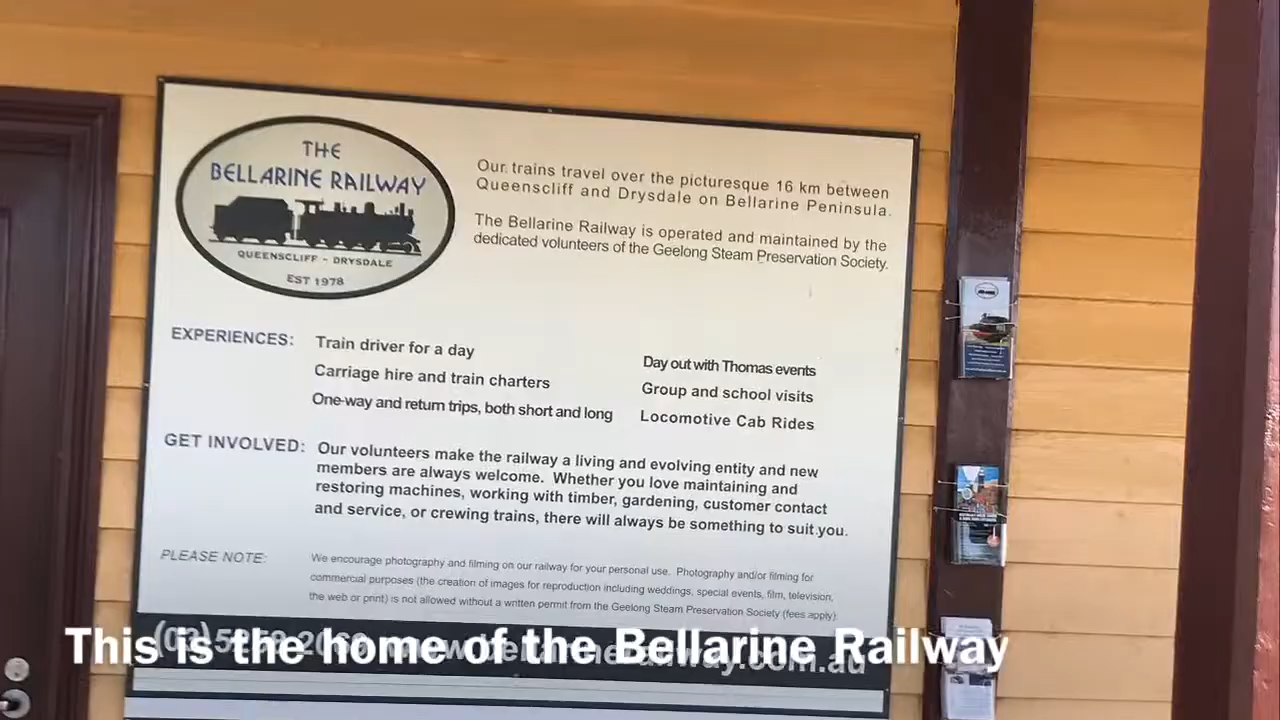 THE
BELLARINE RAILWAY
QUEENSCLIFF - DRYSDALE
EST 1978
Our trains travel over the picturesque 16 km between
Queenscliff and Drysdale on Bellarine Peninsula.
The Bellarine Railway is operated and maintained by the
dedicated volunteers of the Geelong Steam Preservation Society.
EXPERIENCES:
Train driver for a day
Carriage hire and train charters
One-way and return trips, both short and long
Day out with Thomas events
Group and school visits
Locomotive Cab Rides
GET INVOLVED:
Our volunteers make the railway a living and evolving entity and new
members are always welcome. Whether you love maintaining and
restoring machines, working with timber, gardening, customer contact
and service, or crewing trains, there will always be something to suit you.
PLEASE NOTE:
We encourage photography and filming on our railway for your personal use. Photography and/or filming for
commercial purposes (the creation of images for reproduction including weddings, special events, film, television,
the web or print) is not allowed without a written permit from the Geelong Steam Preservation Society (fees apply)
This is the home of the Bellarine Railway